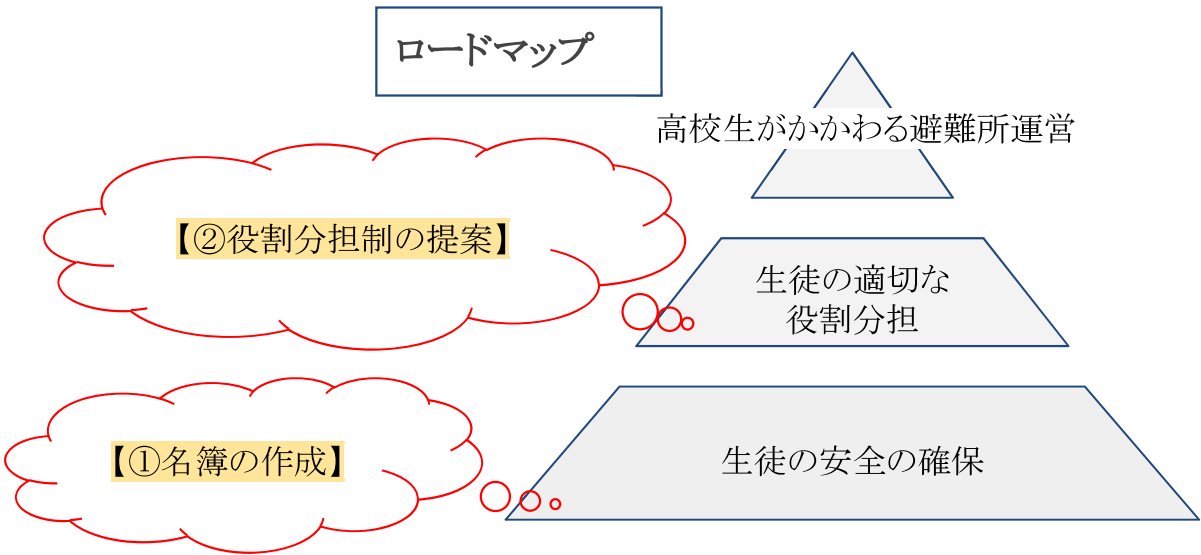 ロードマップ
高校生がかかわる避難所運営
【②役割分担制の提案】
生徒の適切な
役割分担
【①名簿の作成】
生徒の安全の確保